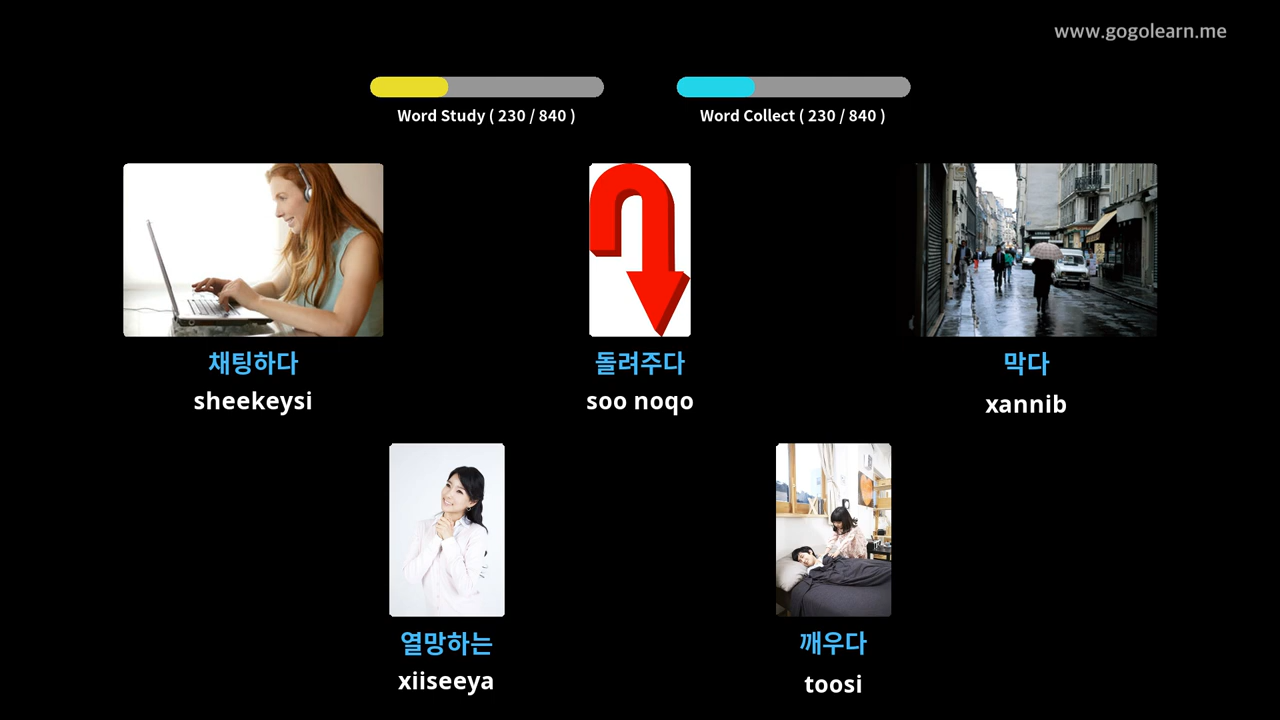 www.gogolearn.me
Word Study ( 230 / 840 )
Word Collect ( 230 / 840 )
채팅하다
sheekeysi
돌려주다
soo noqo
막다
xannib
열망하는
xiiseeya
깨우다
toosi